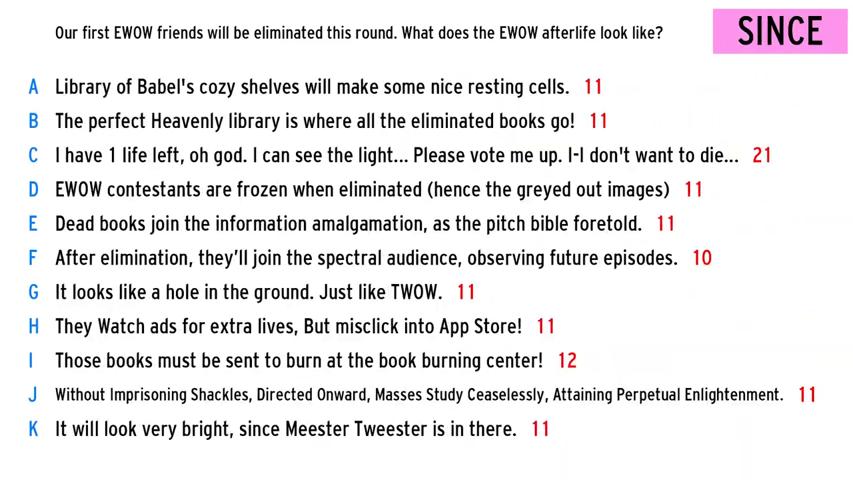 Our first EWOW friends will be eliminated this round. What does the EWOW afterlife look like?
SINCE
A Library of Babel's cozy shelves will make some nice resting cells. 11
B The perfect Heavenly library is where all the eliminated books go! 11
C I have 1 life left, oh god. I can see the light... Please vote me up. I-I don't want to die... 21
D EWOW contestants are frozen when eliminated (hence the greyed out images) 11
E Dead books join the information amalgamation, as the pitch bible foretold. 11
F After elimination, they'll join the spectral audience, observing future episodes. 10
G It looks like a hole in the ground. Just like TWOW. 11
H They Watch ads for extra lives, But misclick into App Store! 11
I Those books must be sent to burn at the book burning center! 12
J Without Imprisoning Shackles, Directed Onward, Masses Study Ceaselessly, Attaining Perpetual Enlightenment. 11
K It will look very bright, since Meester Tweester is in there. 11